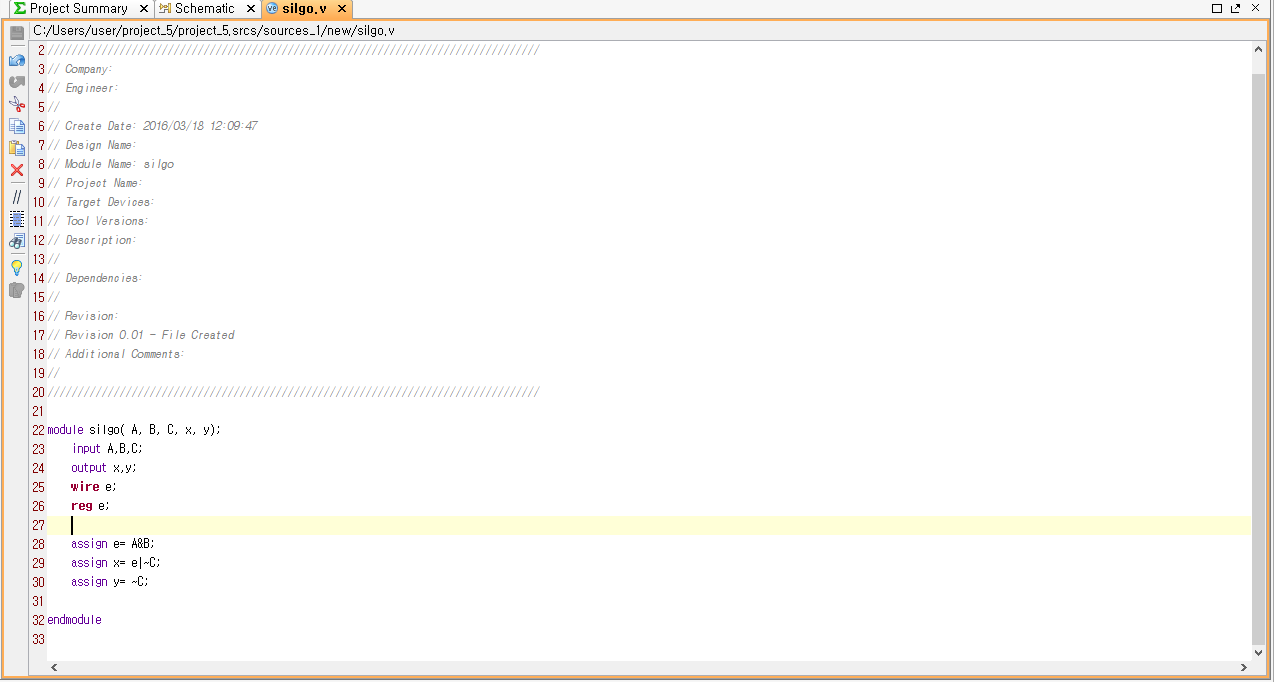 Project Summary × Schematic × silgo.v ×
C:/Users/user/project_5/project_5.srcs/sources_1/new/silgo.v
2 //////////////////////////////////////////////////////////////////////////////////
3 // Company:
4 // Engineer:
5 //
6 // Create Date: 2016/03/18 12:09:47
7 // Design Name:
8 // Module Name: silgo
9 // Project Name:
10 // Target Devices:
11 // Tool Versions:
12 // Description:
13 //
14 // Dependencies:
15 //
16 // Revision:
17 // Revision 0.01 - File Created
18 // Additional Comments:
19 //
20 //////////////////////////////////////////////////////////////////////////////////
21
22 module silgo( A, B, C, x, y);
23 input A,B,C;
24 output x,y;
25 wire e;
26 reg e;
27
28 assign e= A&B;
29 assign x= e|~C;
30 assign y= ~C;
31
32 endmodule
33